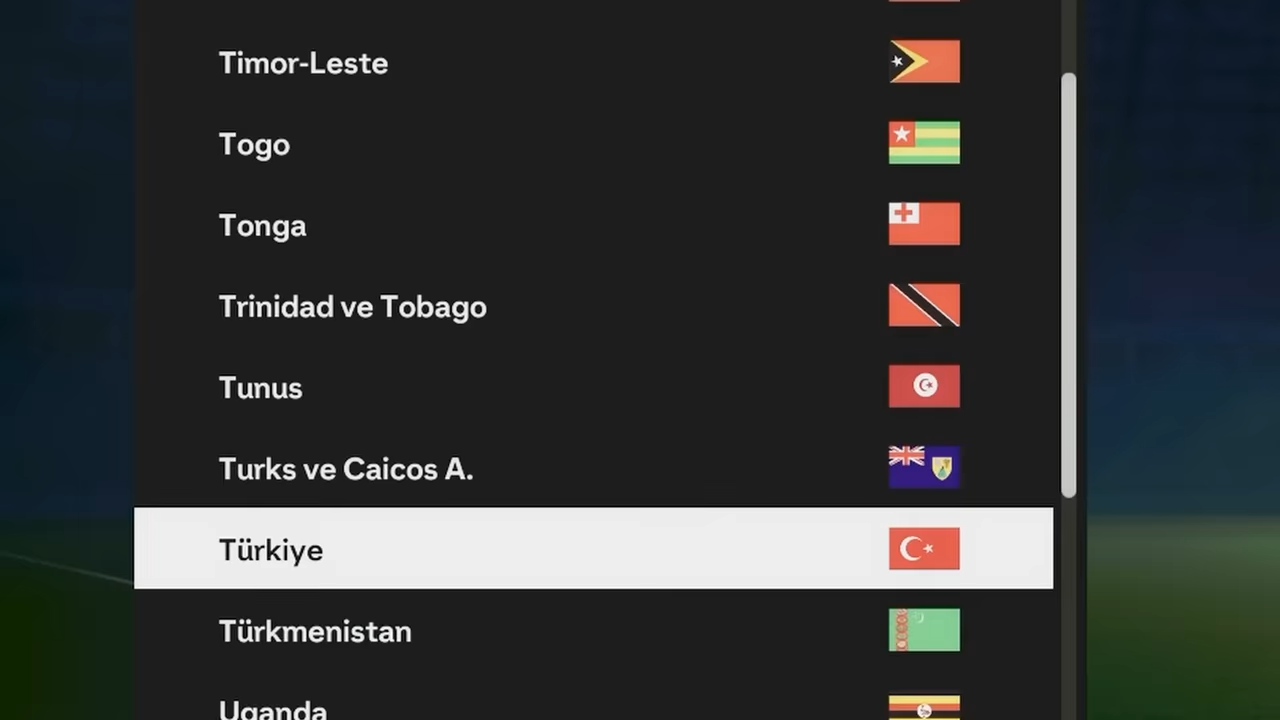 Timor-Leste
Togo
Tonga
Trinidad ve Tobago
Tunus
Turks ve Caicos A.
Türkiye
Türkmenistan
Uganda